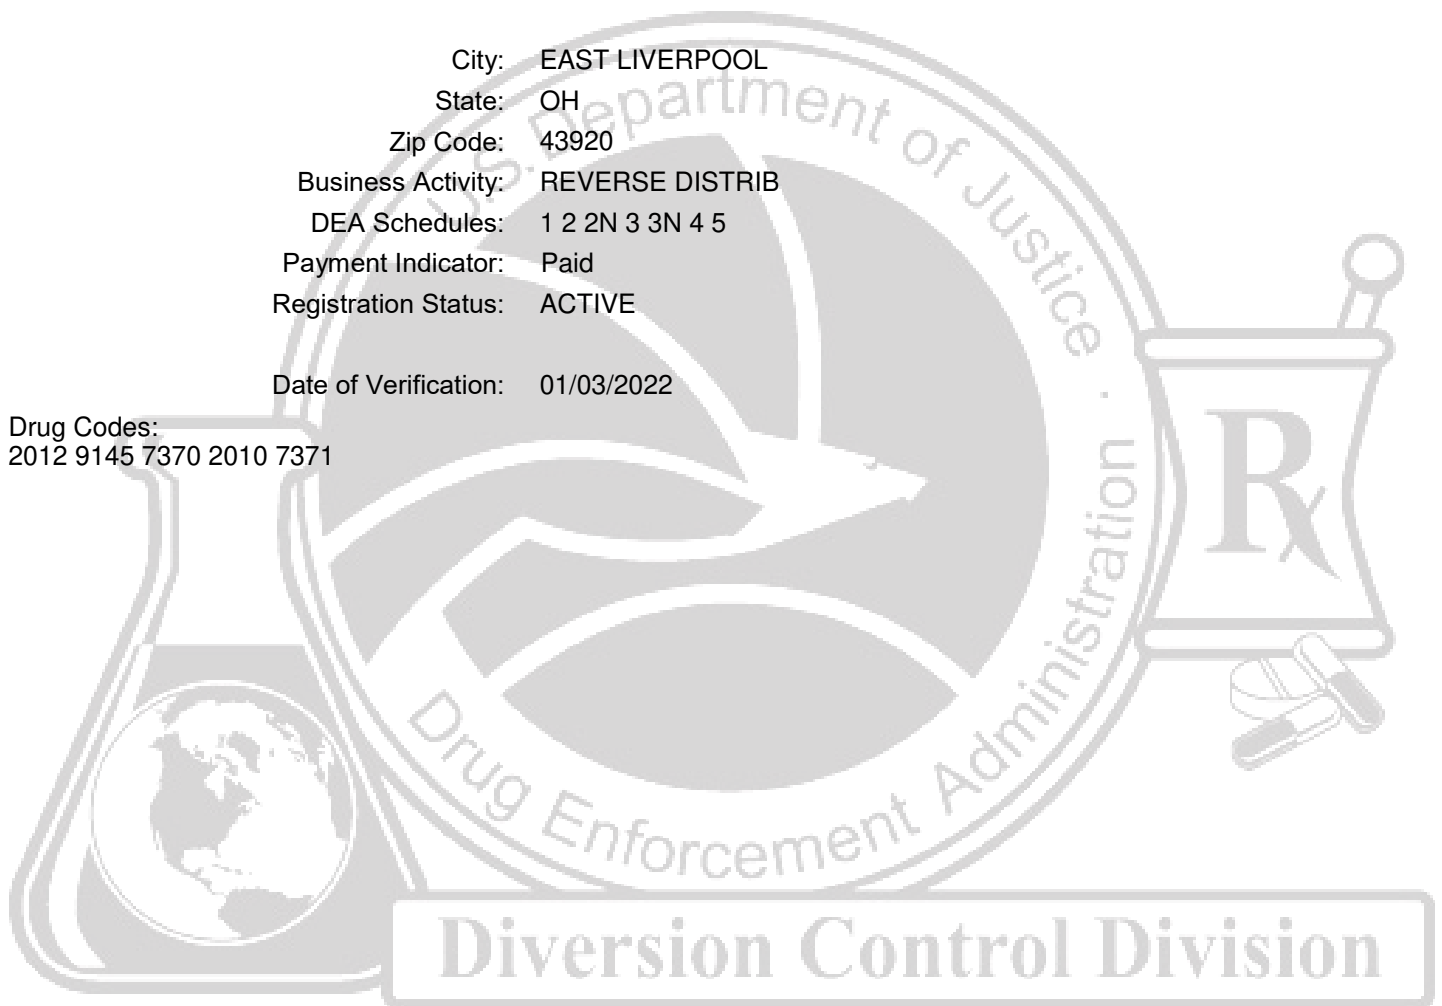 City: EAST LIVERPOOL
State: OH
Zip Code: 43920
Business Activity: REVERSE DISTRIB
DEA Schedules: 1 2 2N 3 3N 4 5
Payment Indicator: Paid
Registration Status: ACTIVE
Date of Verification: 01/03/2022
Drug Codes:
2012 9145 7370 2010 7371
U.S. Department of Justice ·
Drug Enforcement Administration
Rx
Diversion Control Division